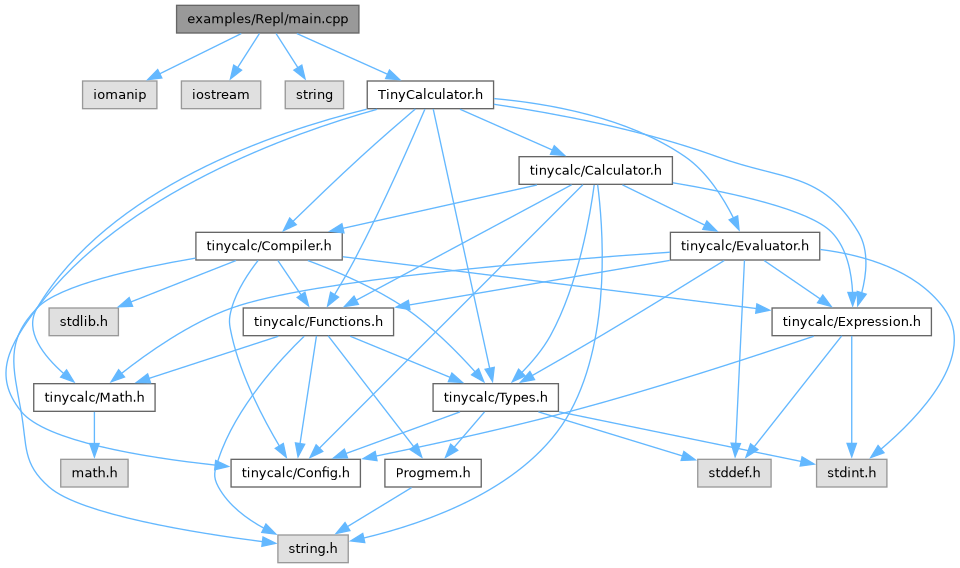 examples/Repl/main.cpp
iomanip
iostream
string
TinyCalculator.h
tinycalc/Calculator.h
tinycalc/Compiler.h
tinycalc/Evaluator.h
stdlib.h
tinycalc/Functions.h
tinycalc/Expression.h
tinycalc/Math.h
tinycalc/Types.h
math.h
tinycalc/Config.h
Progmem.h
stddef.h
stdint.h
string.h